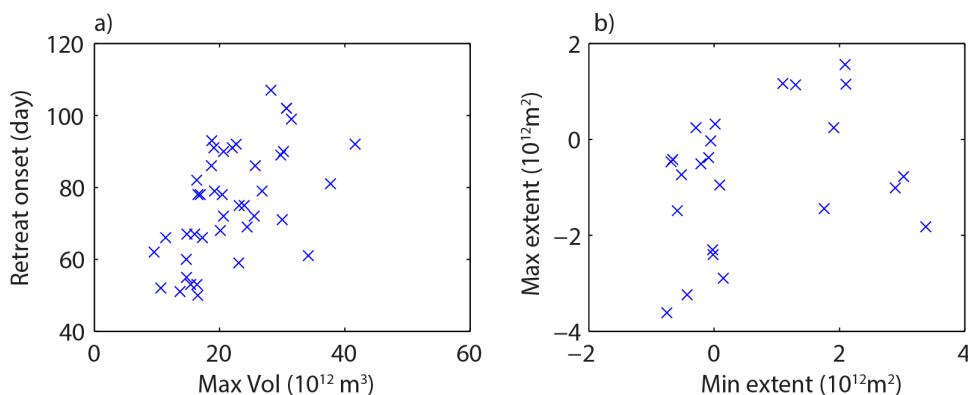 a)
120
100
80
60
40
0
20
40
60
Retreat onset (day)
Max Vol (10¹² m³)
b)
2
0
−2
−4
−2
0
2
4
Max extent (10¹²m²)
Min extent (10¹²m²)